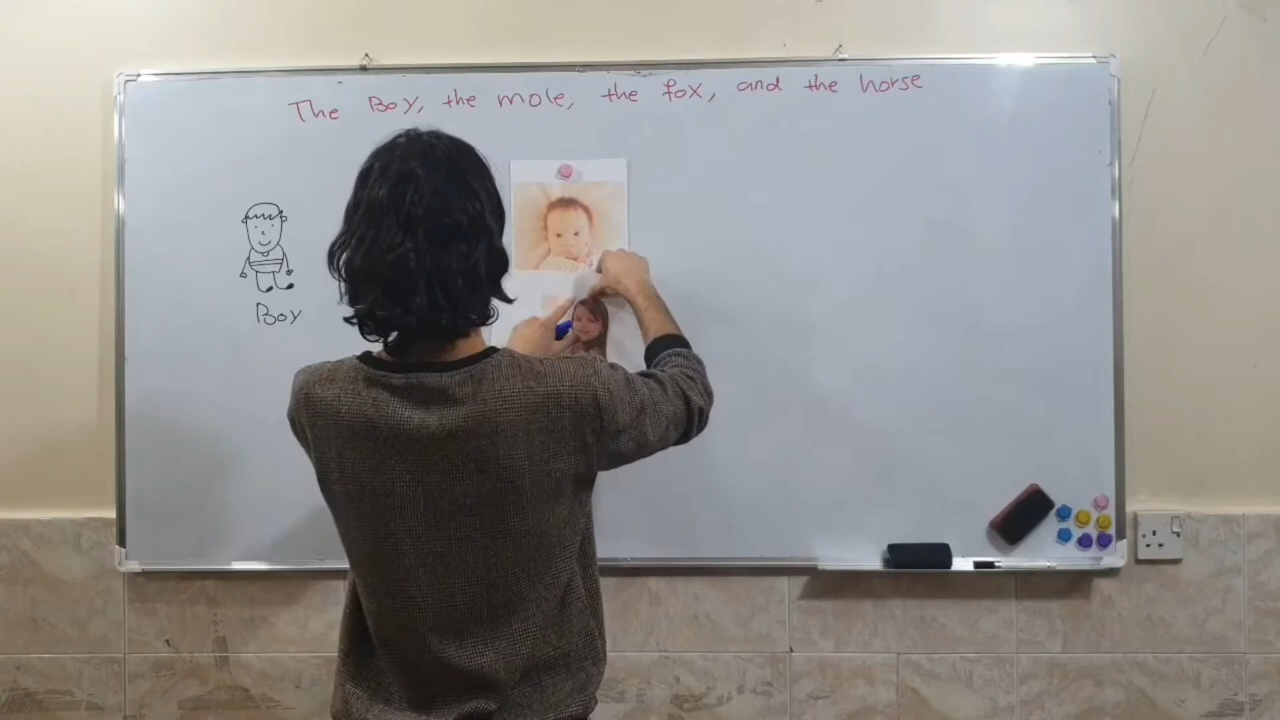 The Boy, the mole, the fox, and the horse
Boy